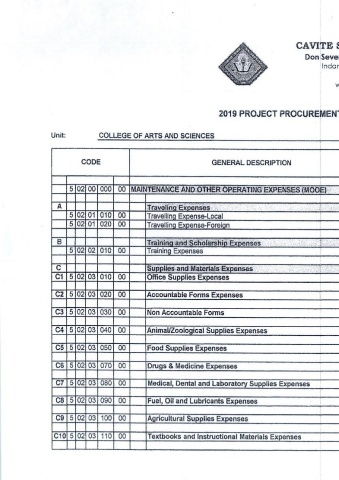 CAVITE S
Don Seve
Indan
w
2019 PROJECT PROCUREMENT
Unit: COLLEGE OF ARTS AND SCIENCES
CODE GENERAL DESCRIPTION
5 02 00 000 00 MAINTENANCE AND OTHER OPERATING EXPENSES (MOOE)
A Traveling Expenses
5 02 01 010 00 Travelling Expense-Local
5 02 01 020 00 Travelling Expense-Foreign
B Training and Scholarship Expenses
5 02 02 010 00 Training Expenses
C Supplies and Materials Expenses
C1 5 02 03 010 00 Office Supplies Expenses
C2 5 02 03 020 00 Accountable Forms Expenses
C3 5 02 03 030 00 Non Accountable Forms
C4 5 02 03 040 00 Animal/Zoological Supplies Expenses
C5 5 02 03 050 00 Food Supplies Expenses
C6 5 02 03 070 00 Drugs & Medicine Expenses
C7 5 02 03 080 00 Medical, Dental and Laboratory Supplies Expenses
C8 5 02 03 090 00 Fuel, Oil and Lubricants Expenses
C9 5 02 03 100 00 Agricultural Supplies Expenses
C10 5 02 03 110 00 Textbooks and Instructional Materials Expenses